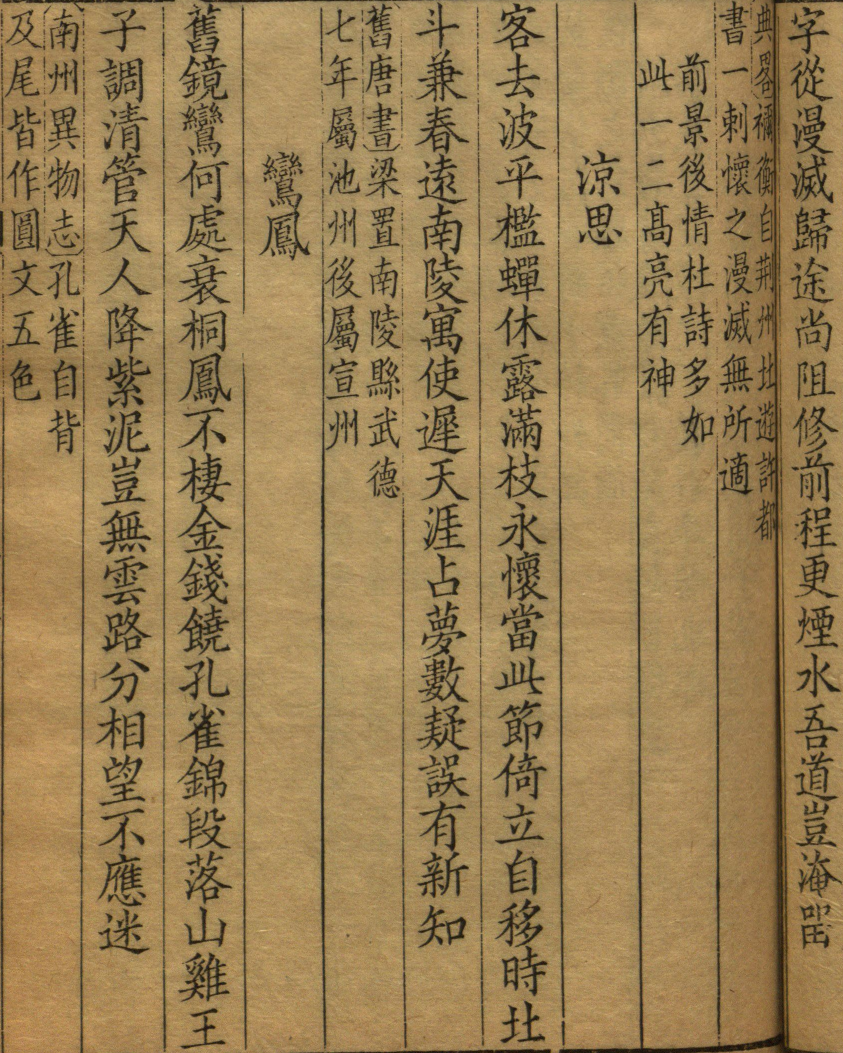 字從漫滅歸途尚阻修前程更煙水吾道豈淹留
典畧禰衡自荆州北遊許都
書一刺懷之漫滅無所適
前景後情杜詩多如
此一二高亮有神
涼思
客去波平檻蟬休露滿枝永懷當此節倚立自移時北
斗兼春遠南陵寓使遲天涯占夢數疑誤有新知
舊唐書梁置南陵縣武德
七年屬池州後屬宣州
鸞鳳
舊鏡鸞何處衰桐鳳不棲金錢饒孔雀錦段落山雞王
子調清管天人降紫泥豈無雲路分相望不應迷
南州異物志孔雀自背
及尾皆作圓文五色